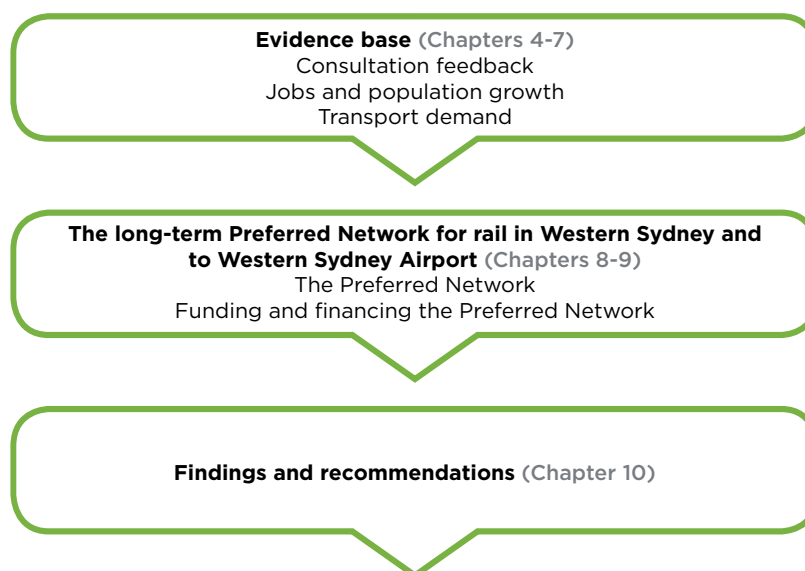 Evidence base (Chapters 4-7)
Consultation feedback
Jobs and population growth
Transport demand
The long-term Preferred Network for rail in Western Sydney and
to Western Sydney Airport (Chapters 8-9)
The Preferred Network
Funding and financing the Preferred Network
Findings and recommendations (Chapter 10)